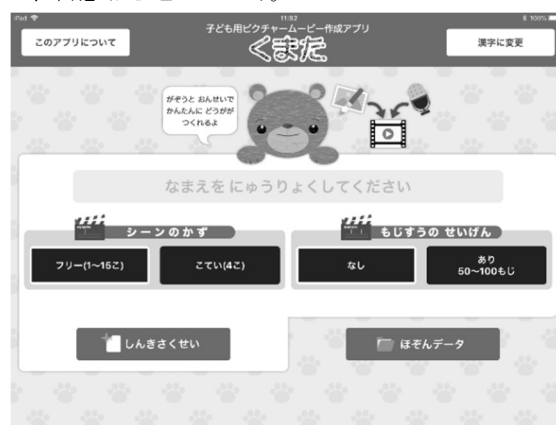 iPad
11:52
100%
このアプリについて
子ども用ピクチャームービー作成アプリ
くまた
漢字に変更
がぞうと おんせいで
かんたんに どうがが
つくれるよ
なまえを にゅうりょくしてください
シーンのかず
フリー(1~15こ)
こてい(4こ)
もじすうの せいげん
なし
あり
50~100もじ
しんきさくせい
ほぞんデータ